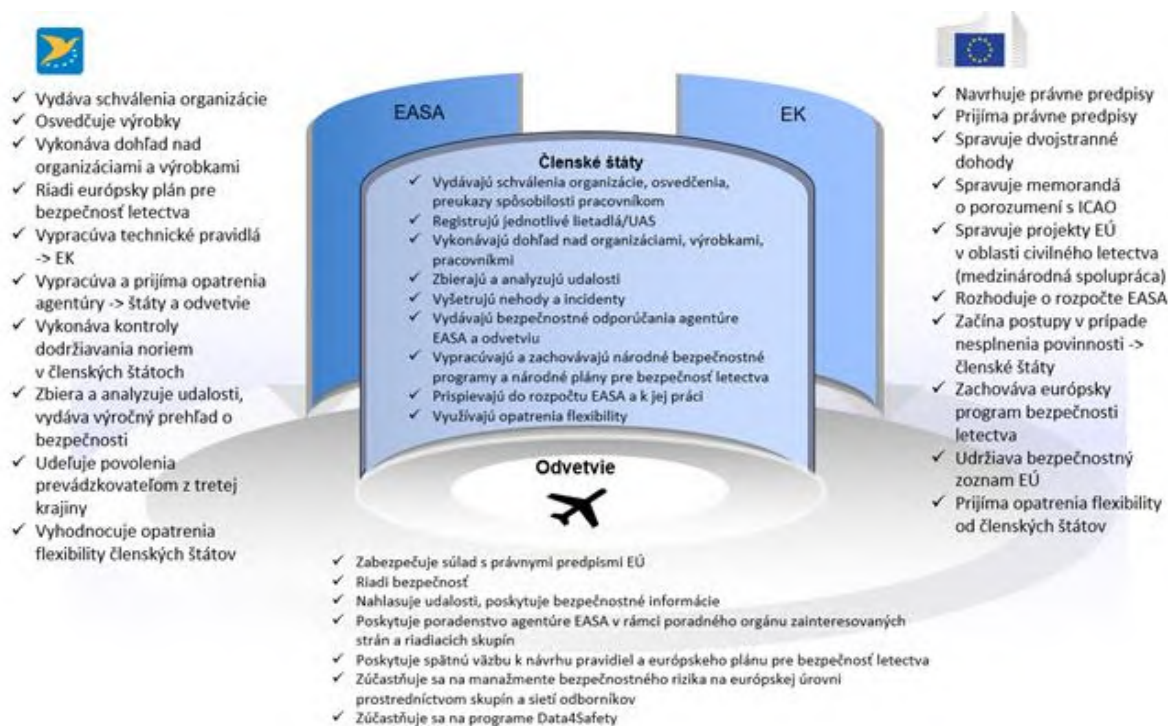 EASA
EK
✓ Vydáva schválenia organizácie
✓ Osvedčuje výrobky
✓ Vykonáva dohľad nad
organizáciami a výrobkami
✓ Riadi európsky plán pre
bezpečnosť letectva
✓ Vypracúva technické pravidlá
-> EK
✓ Vypracúva a prijíma opatrenia
agentúry -> štáty a odvetvie
✓ Vykonáva kontroly
dodržiavania noriem
v členských štátoch
✓ Zbiera a analyzuje udalosti,
vydáva výročný prehľad o
bezpečnosti
✓ Udeľuje povolenia
prevádzkovateľom z tretej
krajiny
✓ Vyhodnocuje opatrenia
flexibility členských štátov
Členské štáty
✓ Vydávajú schválenia organizácie, osvedčenia,
preukazy spôsobilosti pracovníkom
✓ Registrujú jednotlivé lietadlá/UAS
✓ Vykonávajú dohľad nad organizáciami, výrobkami,
pracovníkmi
✓ Zbierajú a analyzujú udalosti
✓ Vyšetrujú nehody a incidenty
✓ Vydávajú bezpečnostné odporúčania agentúre
EASA a odvetviu
✓ Vypracúvajú a zachovávajú národné bezpečnostné
programy a národné plány pre bezpečnosť letectva
✓ Prispievajú do rozpočtu EASA a k jej práci
✓ Využívajú opatrenia flexibility
✓ Navrhuje právne predpisy
✓ Prijíma právne predpisy
✓ Spravuje dvojstranné
dohody
✓ Spravuje memorandá
o porozumení s ICAO
✓ Spravuje projekty EÚ
v oblasti civilného letectva
(medzinárodná spolupráca)
✓ Rozhoduje o rozpočte EASA
✓ Začína postupy v prípade
nesplnenia povinnosti ->
členské štáty
✓ Zachováva európsky
program bezpečnosti
letectva
✓ Udržiava bezpečnostný
zoznam EÚ
✓ Prijíma opatrenia flexibility
od členských štátov
Odvetvie
✓ Zabezpečuje súlad s právnymi predpismi EÚ
✓ Riadi bezpečnosť
✓ Nahlasuje udalosti, poskytuje bezpečnostné informácie
✓ Poskytuje poradenstvo agentúre EASA v rámci poradného orgánu zainteresovaných
strán a riadiacich skupín
✓ Poskytuje spätnú väzbu k návrhu pravidiel a európskeho plánu pre bezpečnosť letectva
✓ Zúčastňuje sa na manažmente bezpečnostného rizika na európskej úrovni
prostredníctvom skupín a sietí odborníkov
✓ Zúčastňuje sa na programe Data4Safety